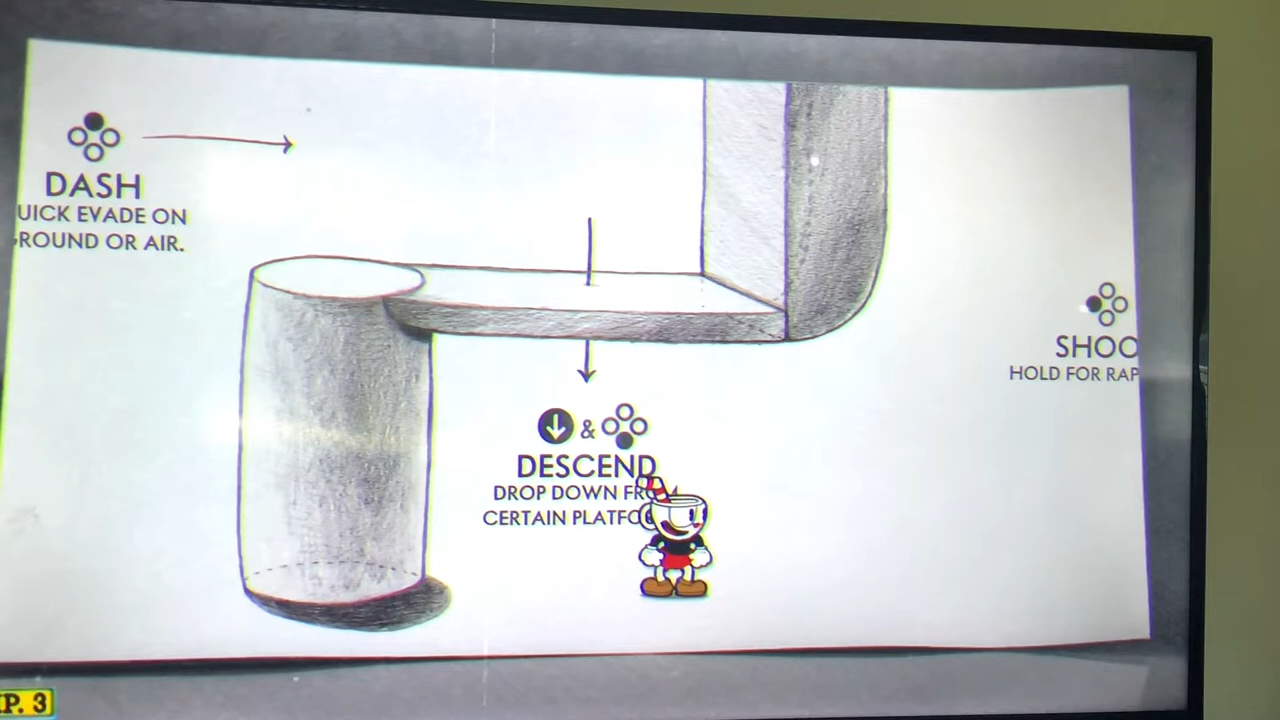 DASH
UICK EVADE ON
ROUND OR AIR.
SHOO
HOLD FOR RAP
&
DESCEND
DROP DOWN FR
CERTAIN PLATFO
P. 3